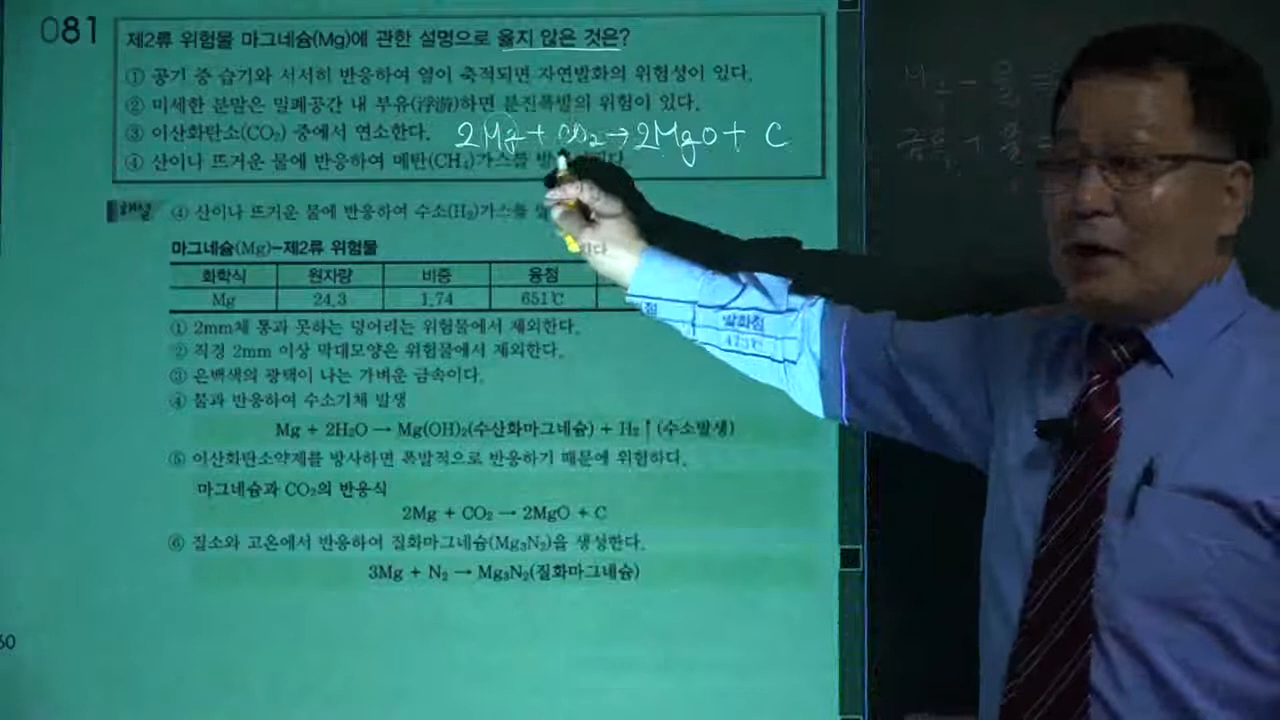 081
제2류 위험물 마그네슘(Mg)에 관한 설명으로 옳지 않은 것은?
① 공기 중 습기와 서서히 반응하여 열이 축적되면 자연발화의 위험성이 있다.
② 미세한 분말은 밀폐공간 내 부유(浮游)하면 분진폭발의 위험이 있다.
③ 이산화탄소(CO₂) 중에서 연소한다. 2Mg + CO₂ → 2MgO + C
④ 산이나 뜨거운 물에 반응하여 메탄(CH₄)가스를
해설 ④ 산이나 뜨거운 물에 반응하여 수소(H₂)가스를
마그네슘(Mg)-제2류 위험물
화학식 원자량 비중 융점 발화점
Mg 24.3 1.74 651℃ 473℃
① 2mm체 통과 못하는 덩어리는 위험물에서 제외한다.
② 직경 2mm 이상 막대모양은 위험물에서 제외한다.
③ 은백색의 광택이 나는 가벼운 금속이다.
④ 물과 반응하여 수소기체 발생
Mg + 2H₂O → Mg(OH)₂(수산화마그네슘) + H₂↑(수소발생)
⑤ 이산화탄소약제를 방사하면 폭발적으로 반응하기 때문에 위험하다.
마그네슘과 CO₂의 반응식
2Mg + CO₂ → 2MgO + C
⑥ 질소와 고온에서 반응하여 질화마그네슘(Mg₃N₂)을 생성한다.
3Mg + N₂ → Mg₃N₂(질화마그네슘)
60